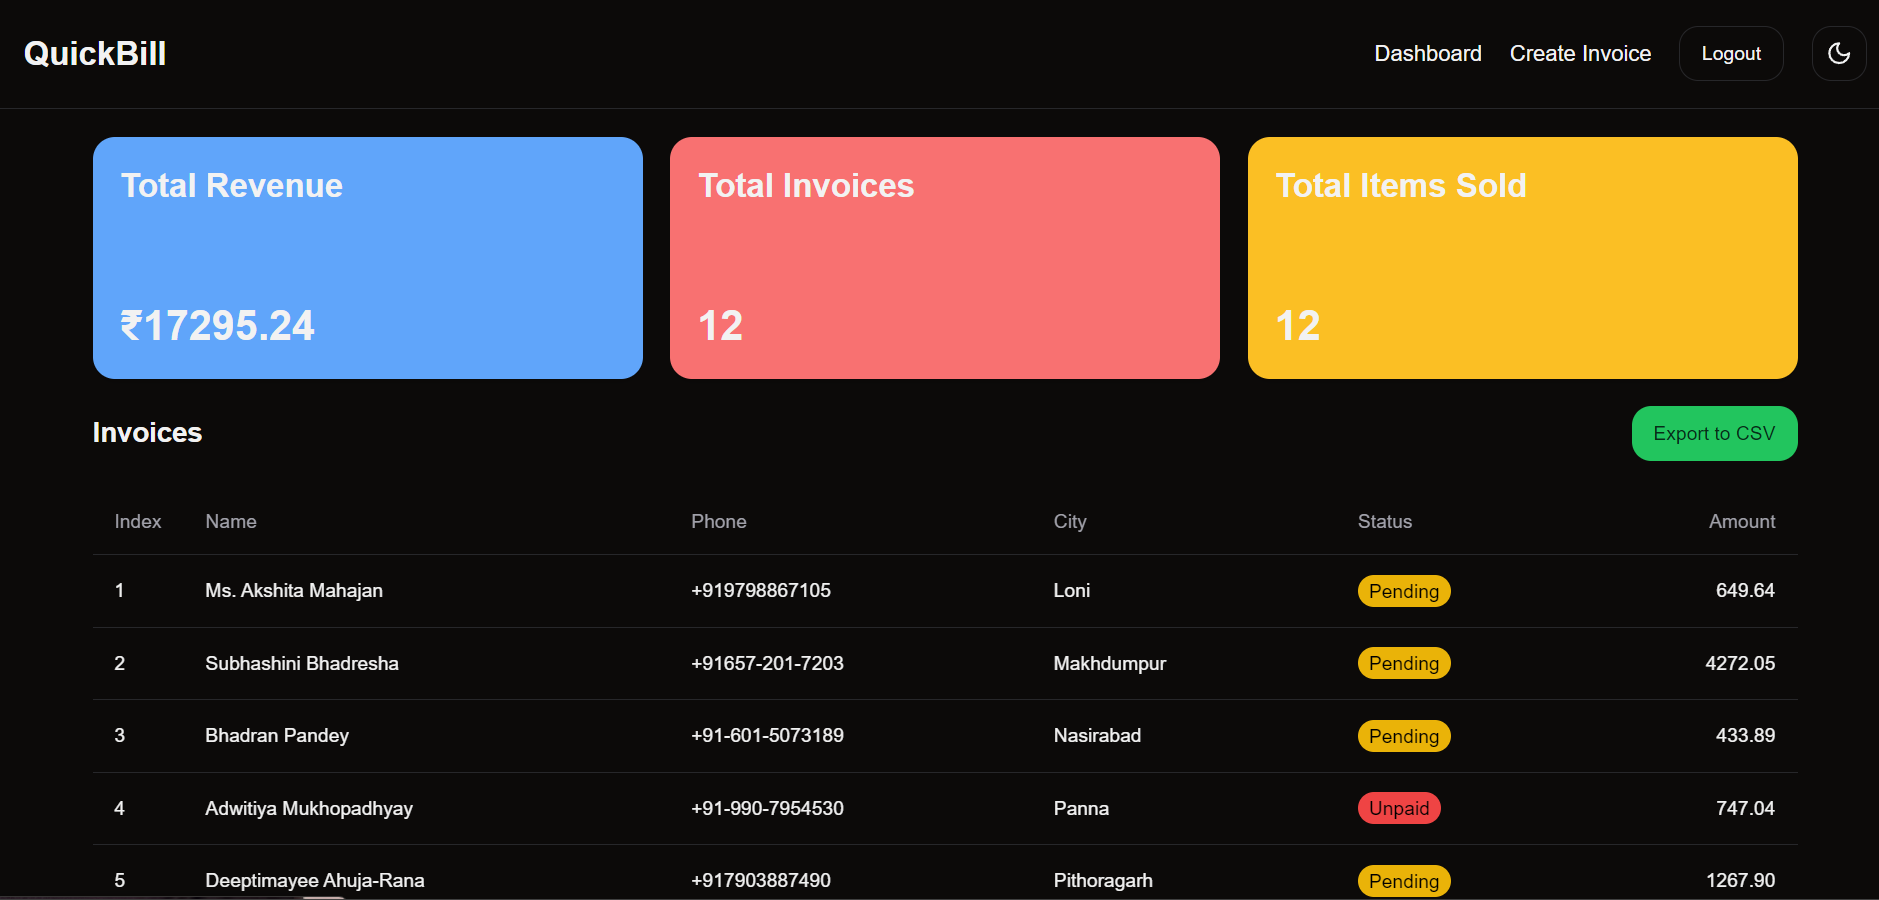 QuickBill Dashboard Create Invoice Logout
Total Revenue Total Invoices Total Items Sold
₹17295.24 12 12
Invoices Export to CSV
Index Name Phone City Status Amount
1 Ms. Akshita Mahajan +919798867105 Loni Pending 649.64
2 Subhashini Bhadresha +91657-201-7203 Makhdumpur Pending 4272.05
3 Bhadran Pandey +91-601-5073189 Nasirabad Pending 433.89
4 Adwitiya Mukhopadhyay +91-990-7954530 Panna Unpaid 747.04
5 Deeptimayee Ahuja-Rana +917903887490 Pithoragarh Pending 1267.90